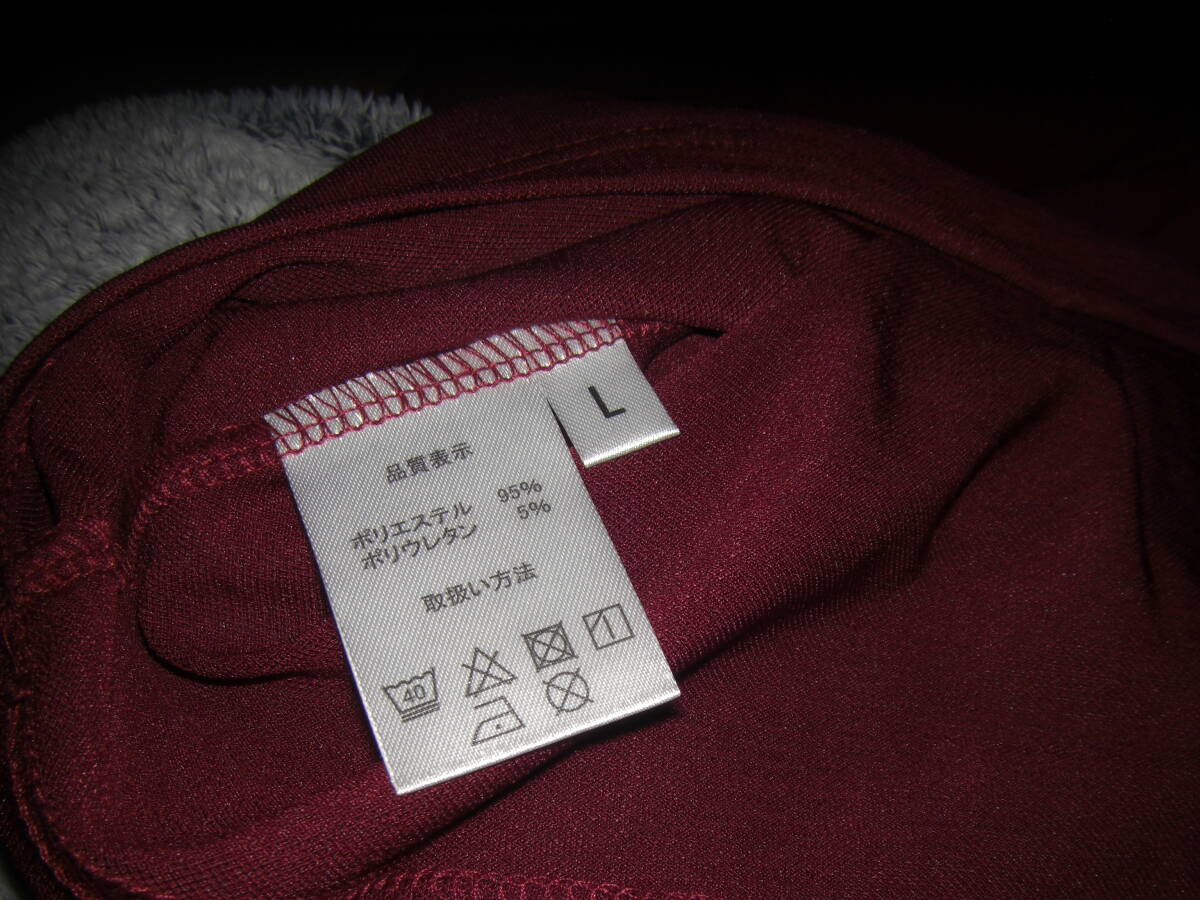 L
品質表示
ポリエステル 95%
ポリウレタン 5%
取扱い方法
40